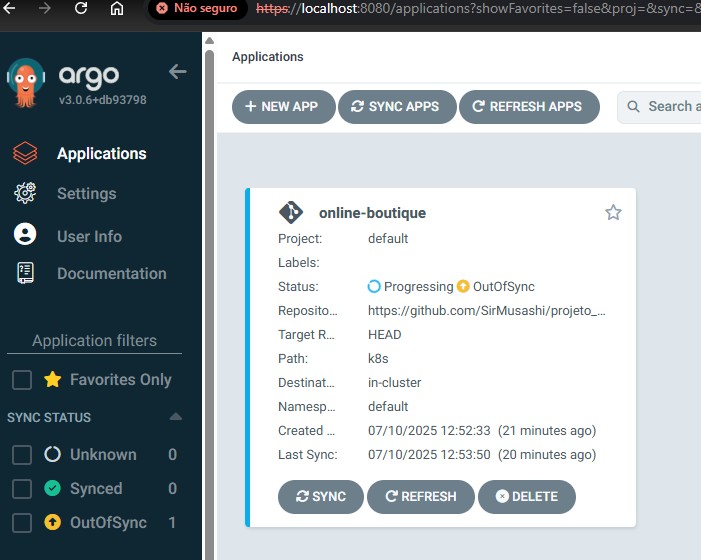 Não seguro https://localhost:8080/applications?showFavorites=false&proj=&sync=&
argo
v3.0.6+db93798
Applications
Settings
User Info
Documentation
Application filters
Favorites Only
SYNC STATUS
Unknown 0
Synced 0
OutOfSync 1
Applications
NEW APP SYNC APPS REFRESH APPS Search a
online-boutique
Project: default
Labels:
Status: Progressing OutOfSync
Reposito... https://github.com/SirMusashi/projeto_...
Target R... HEAD
Path: k8s
Destinat... in-cluster
Namesp... default
Created ... 07/10/2025 12:52:33 (21 minutes ago)
Last Sync: 07/10/2025 12:53:50 (20 minutes ago)
SYNC REFRESH DELETE